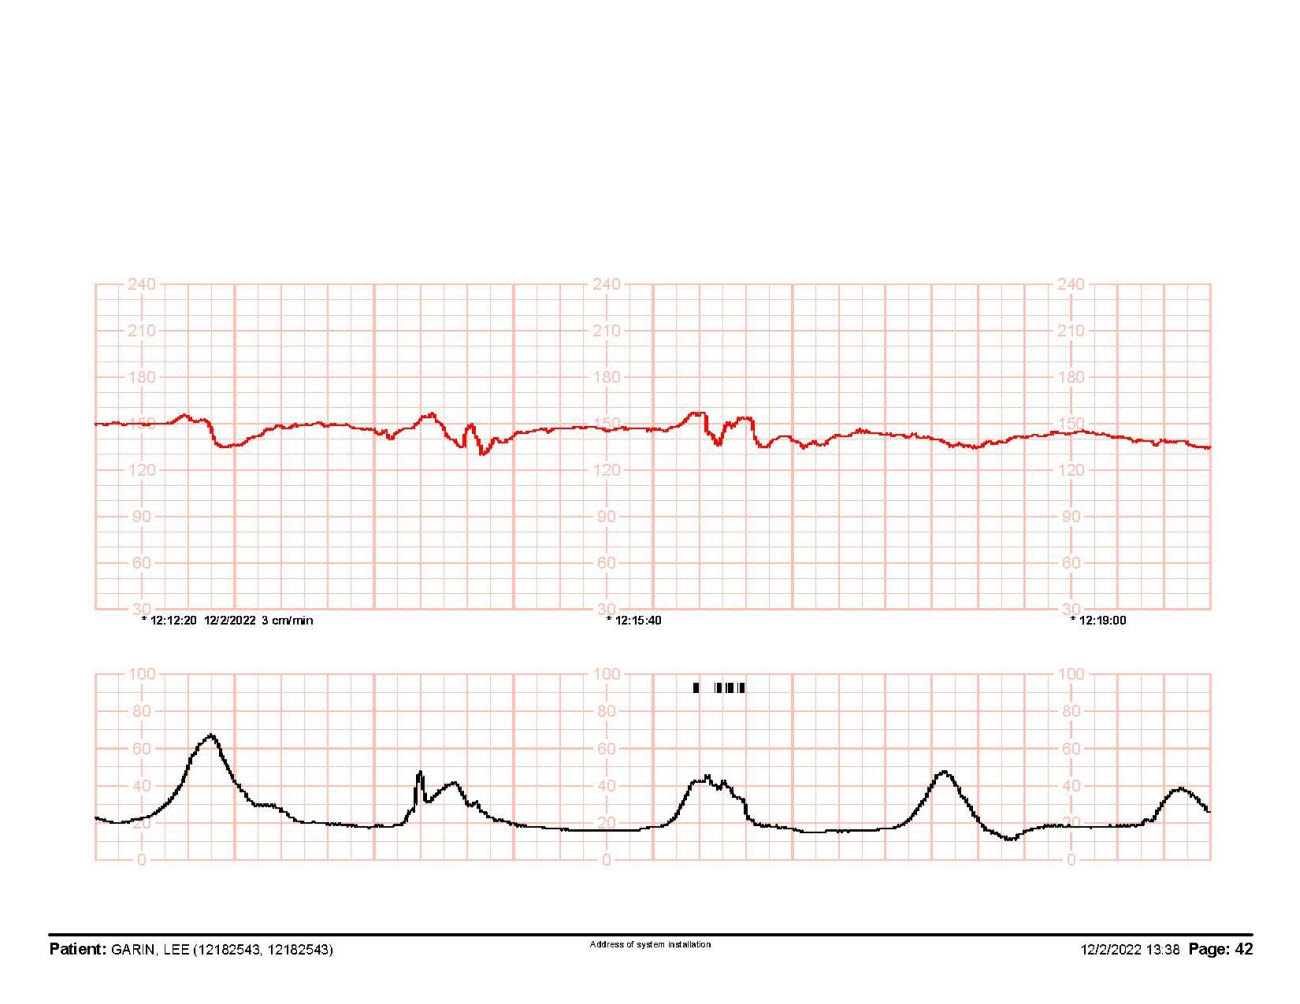 240 240 240
210 210 210
180 180 180
150 150 150
120 120 120
90 90 90
60 60 60
30 30 30
* 12:12:20 12/2/2022 3 cm/min * 12:15:40 * 12:19:00
100 100 100
80 80 80
60 60 60
40 40 40
20 20 20
0 0 0
Patient: GARIN, LEE (12182543, 12182543) Address of system installation 12/2/2022 13:38 Page: 42